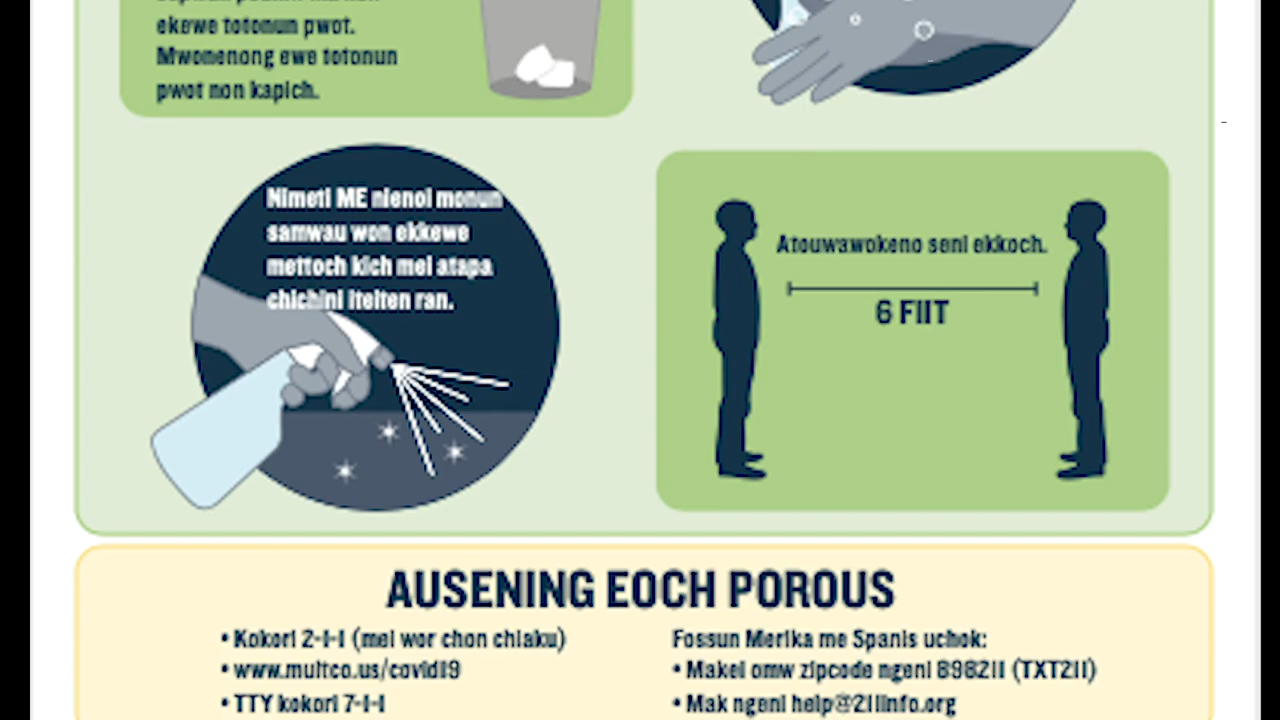 ekewe totonun pwot.
Mwonenong ewe totonun
pwot non kapich.
Nimeti ME nienoi monun
samwau won ekkewe
mettoch kich mei atapa
chichini iteiten ran.
Atouwawokeno seni ekkoch.
6 FIIT
AUSENING EOCH POROUS
• Kokori 2-1-1 (mei wor chon chiaku)
• www.multco.us/covid19
• TTY kokori 7-1-1
Fossun Merika me Spanis uchok:
• Makei omw zipcode ngeni 898211 (TXT211)
• Mak ngeni help@211info.org